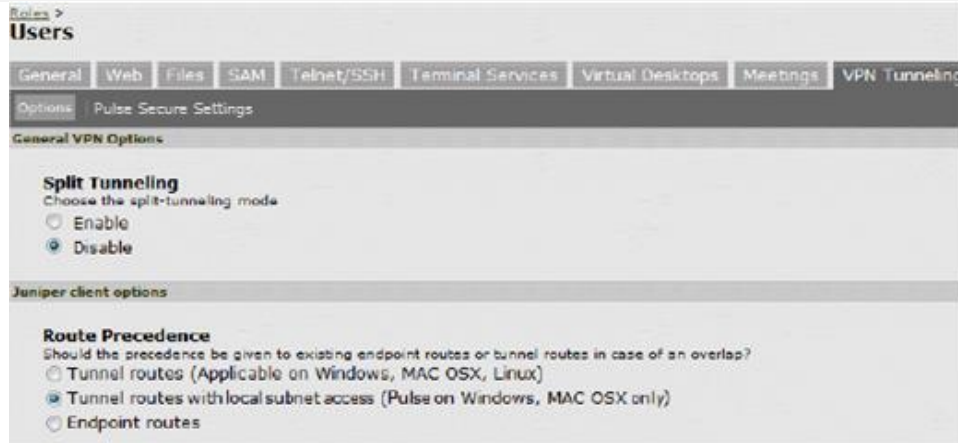 Roles >
Users
General Web Files SAM Telnet/SSH Terminal Services Virtual Desktops Meetings VPN Tunneling
Options Pulse Secure Settings
General VPN Options
Split Tunneling
Choose the split-tunneling mode
Enable
Disable
Juniper client options
Route Precedence
Should the precedence be given to existing endpoint routes or tunnel routes in case of an overlap?
Tunnel routes (Applicable on Windows, MAC OSX, Linux)
Tunnel routes with local subnet access (Pulse on Windows, MAC OSX only)
Endpoint routes